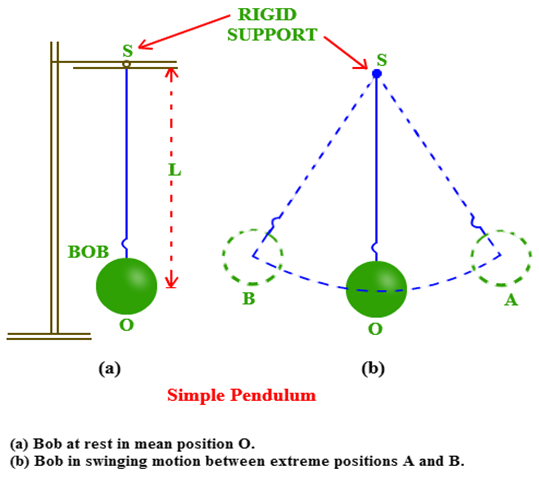 RIGID
SUPPORT
S
S
L
BOB
B
A
O
O
(a)
(b)
Simple Pendulum
(a) Bob at rest in mean position O.
(b) Bob in swinging motion between extreme positions A and B.